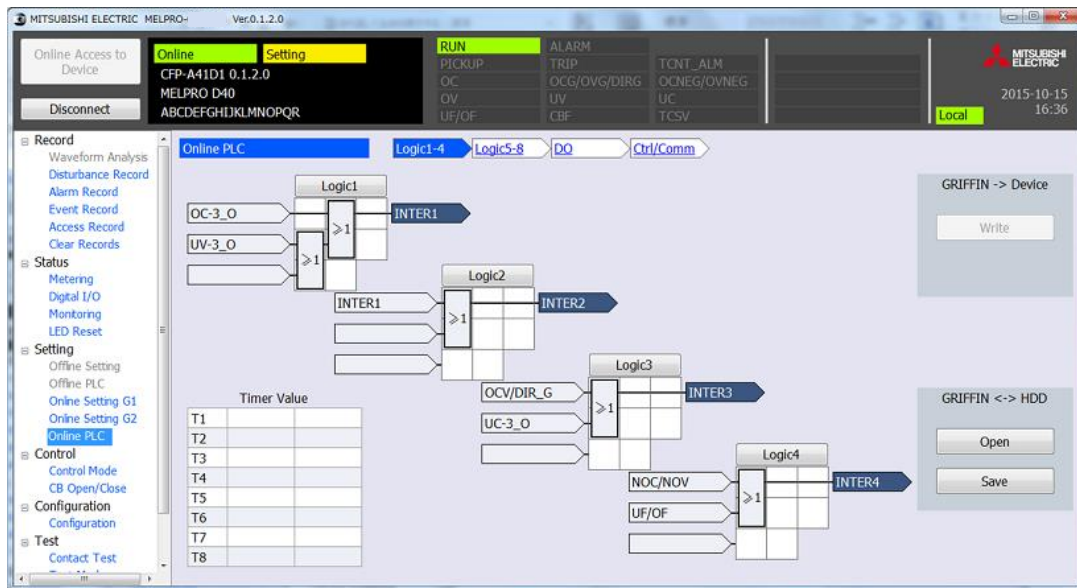 MITSUBISHI ELECTRIC MELPRO- Ver.0.1.2.0
Online Access to
Device
Disconnect
Online Setting
CFP-A41D1 0.1.2.0
MELPRO D40
ABCDEFGHIJKLMNOPQR
RUN ALARM
PICKUP TRIP TCNT_ALM
OC OCG/OVG/DIRG OCNEG/OVNEG
OV UV UC
UF/OF CBF TCSV
MITSUBISHI
ELECTRIC
2015-10-15
16:36
Local
Record
Waveform Analysis
Disturbance Record
Alarm Record
Event Record
Access Record
Clear Records
Status
Metering
Digital I/O
Monitoring
LED Reset
Setting
Offline Setting
Offline PLC
Online Setting G1
Online Setting G2
Online PLC
Control
Control Mode
CB Open/Close
Configuration
Configuration
Test
Contact Test
Online PLC
Logic1-4 Logic5-8 DO Ctrl/Comm
Logic1
OC-3_O
UV-3_O
≥1
≥1
INTER1
Logic2
INTER1
≥1
INTER2
Logic3
OCV/DIR_G
UC-3_O
≥1
INTER3
Logic4
NOC/NOV
UF/OF
≥1
INTER4
Timer Value
T1
T2
T3
T4
T5
T6
T7
T8
GRIFFIN -> Device
Write
GRIFFIN <-> HDD
Open
Save